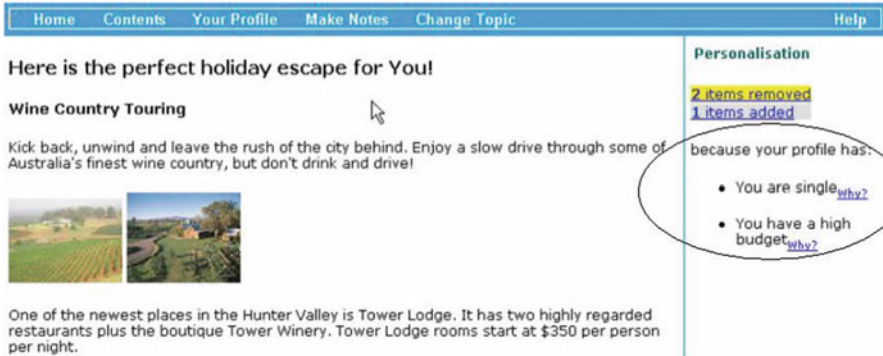 Home Contents Your Profile Make Notes Change Topic Help
Here is the perfect holiday escape for You!
Wine Country Touring
Kick back, unwind and leave the rush of the city behind. Enjoy a slow drive through some of
Australia's finest wine country, but don't drink and drive!
One of the newest places in the Hunter Valley is Tower Lodge. It has two highly regarded
restaurants plus the boutique Tower Winery. Tower Lodge rooms start at $350 per person
per night.
Personalisation
2 items removed
1 items added
because your profile has:
• You are single Why?
• You have a high
budget Why?